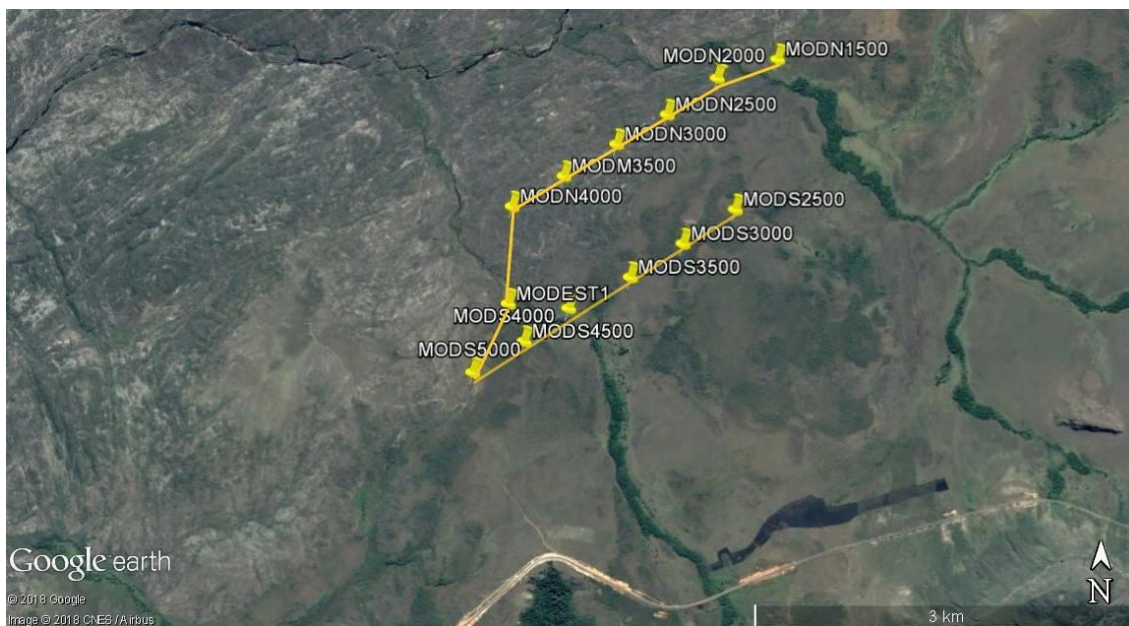 MODN1500
MODN2000
MODN2500
MODN3000
MODM3500
MODN4000
MODS2500
MODS3000
MODS3500
MODEST1
MODS4000
MODS4500
MODS5000
Google earth
© 2018 Google
Image © 2018 CNES / Airbus
N
3 km